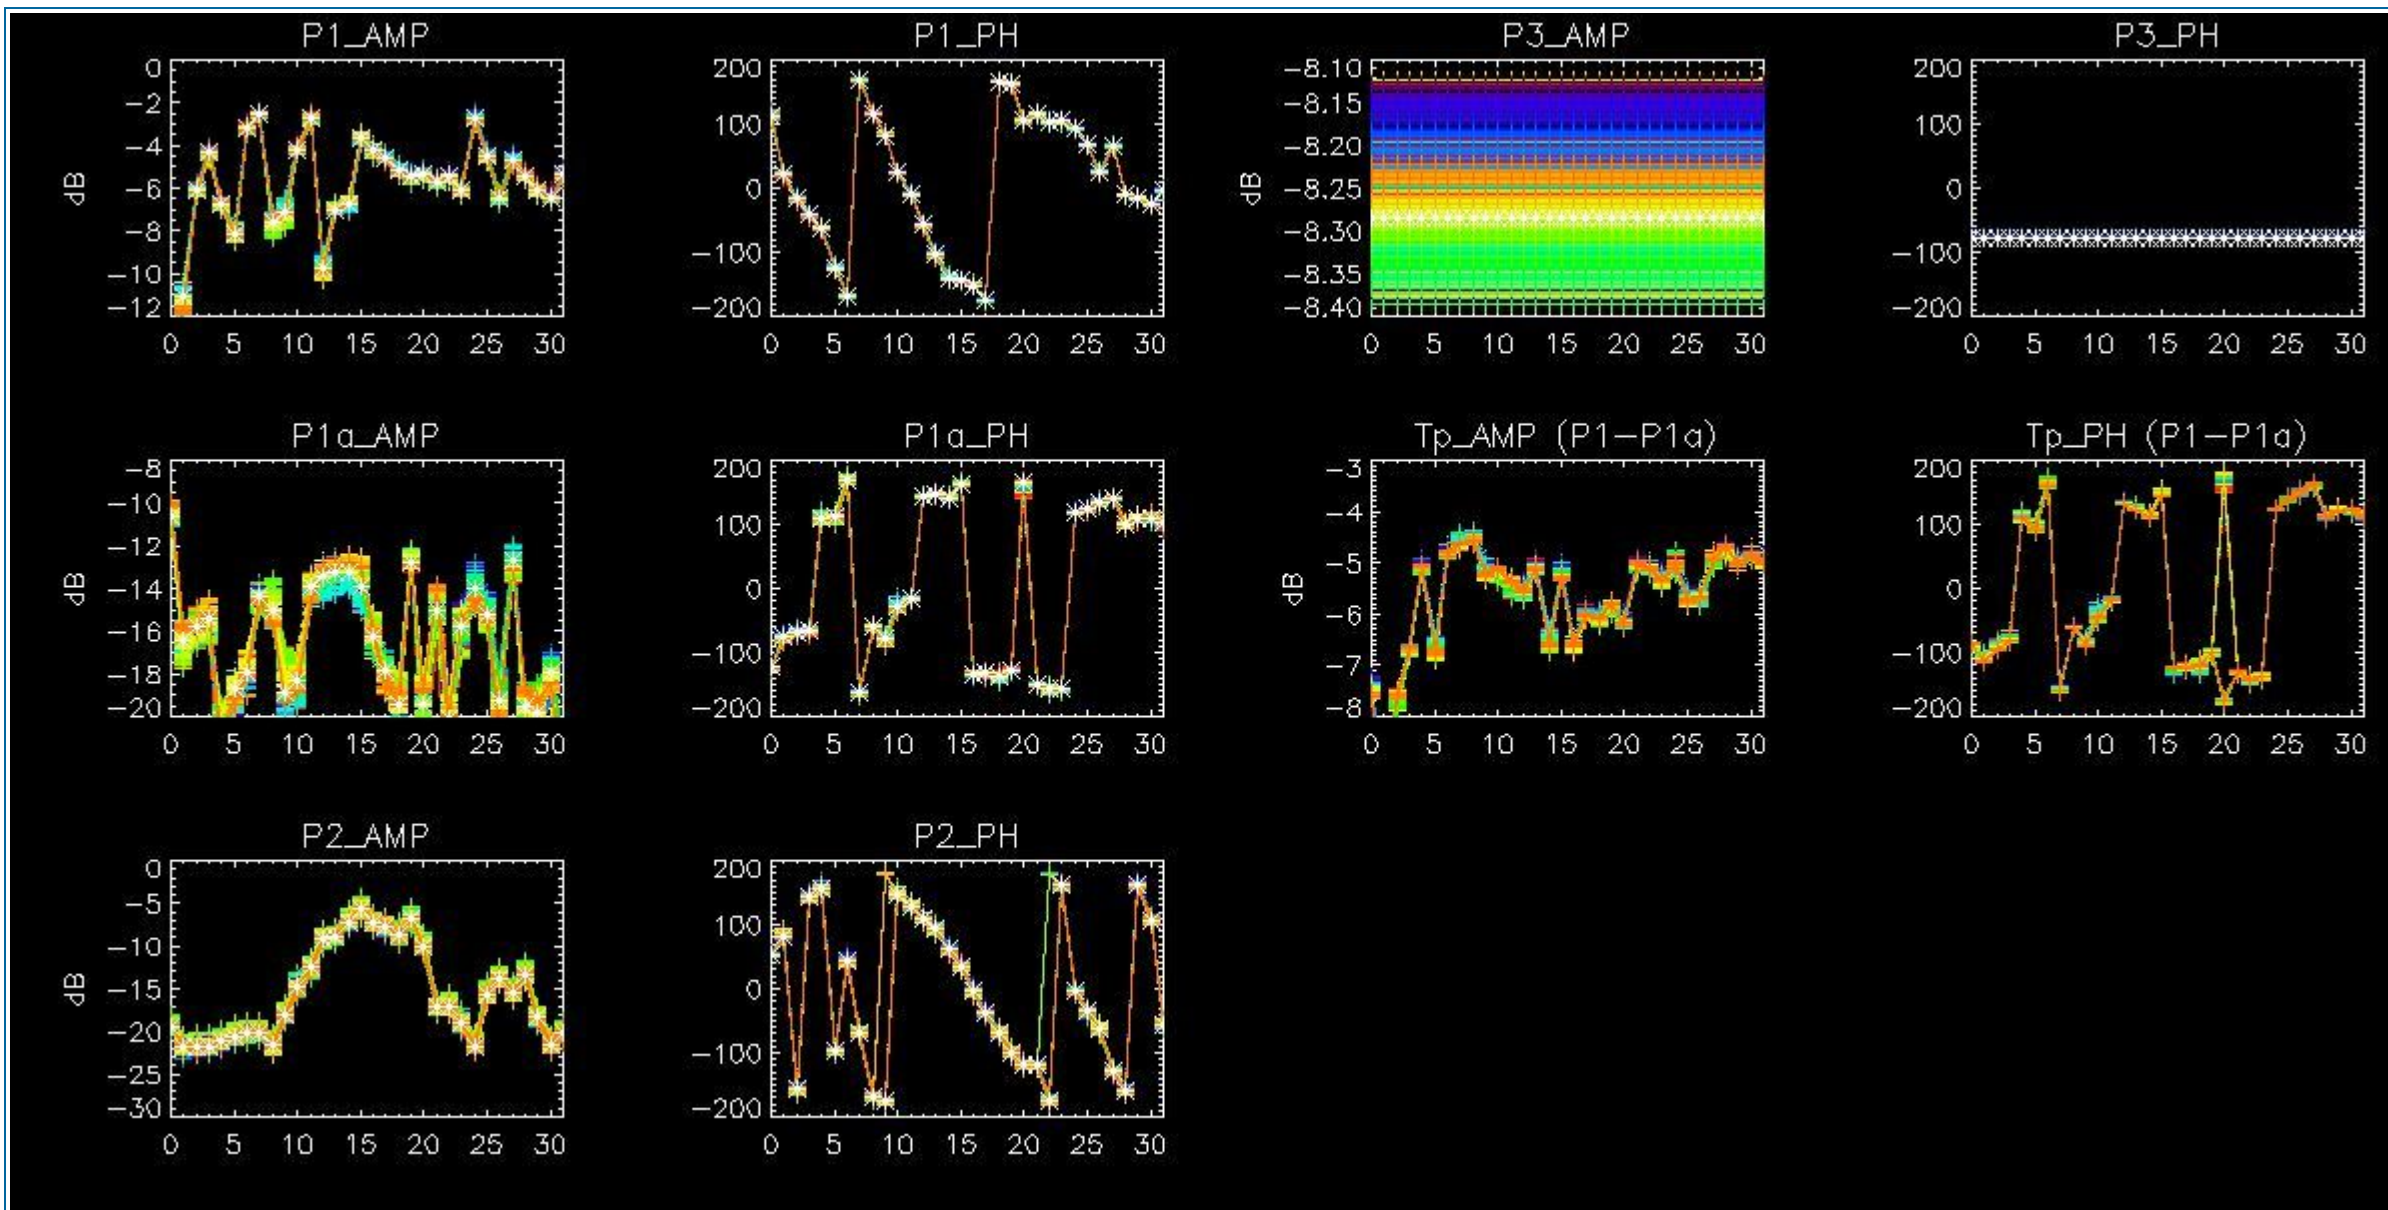 P1_AMP P1_PH P3_AMP P3_PH
0 200 −8.10 200
−2 100 −8.15 100
−4 0 −8.20 0
−6 −100 −8.25 −100
−8 −200 −8.30 −200
−10 −8.35
−12 −8.40
dB dB
0 5 10 15 20 25 30 0 5 10 15 20 25 30 0 5 10 15 20 25 30 0 5 10 15 20 25 30
P1a_AMP P1a_PH Tp_AMP (P1−P1a) Tp_PH (P1−P1a)
−8 200 −3 200
−10 100 −4 100
−12 0 −5 0
−14 −100 −6 −100
−16 −200 −7 −200
−18 −8
−20
dB dB
0 5 10 15 20 25 30 0 5 10 15 20 25 30 0 5 10 15 20 25 30 0 5 10 15 20 25 30
P2_AMP P2_PH
0 200
−5 100
−10 0
−15 −100
−20 −200
−25
−30
dB
0 5 10 15 20 25 30 0 5 10 15 20 25 30